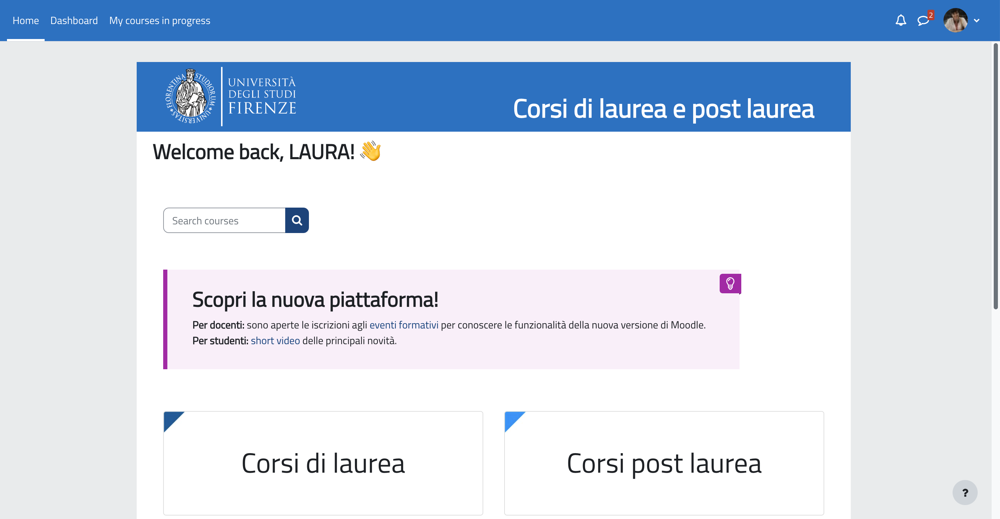 Home Dashboard My courses in progress
2
FLORENTINA STUDIORUM UNIVERSITAS
UNIVERSITÀ
DEGLI STUDI
FIRENZE
Corsi di laurea e post laurea
Welcome back, LAURA! 👋
Search courses
Scopri la nuova piattaforma!
Per docenti: sono aperte le iscrizioni agli eventi formativi per conoscere le funzionalità della nuova versione di Moodle.
Per studenti: short video delle principali novità.
Corsi di laurea
Corsi post laurea
?